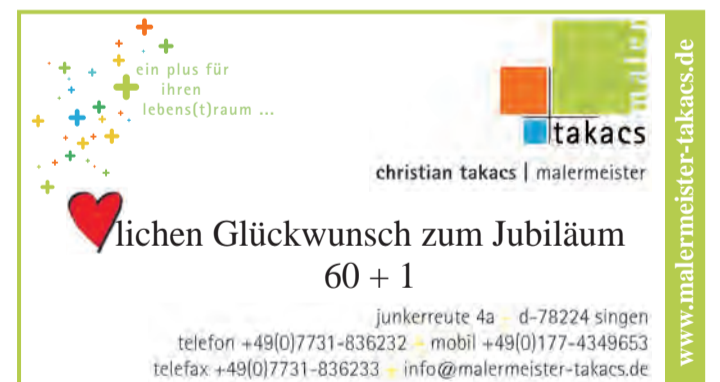 ein plus für
ihren
lebens(t)raum ...
malen
takacs
christian takacs | malermeister
lichen Glückwunsch zum Jubiläum
60 + 1
junkerreute 4a + d-78224 singen
telefon +49(0)7731-836232 + mobil +49(0)177-4349653
telefax +49(0)7731-836233 + info@malermeister-takacs.de
www.malermeister-takacs.de